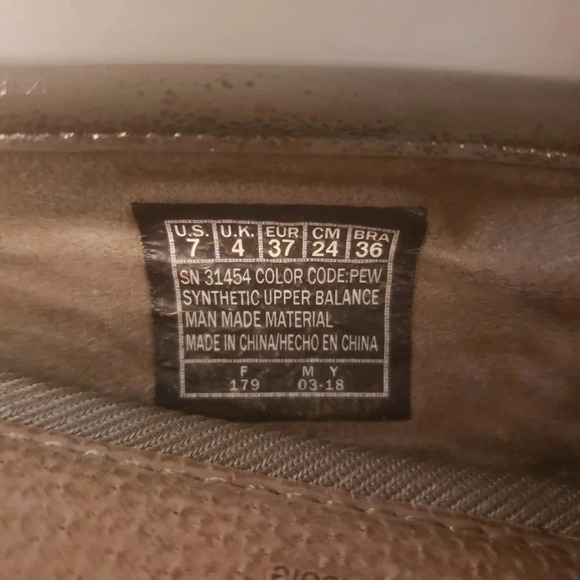 U.S. U.K. EUR CM BRA
7 4 37 24 36
SN 31454 COLOR CODE:PEW
SYNTHETIC UPPER BALANCE
MAN MADE MATERIAL
MADE IN CHINA/HECHO EN CHINA
F M Y
179 03-18